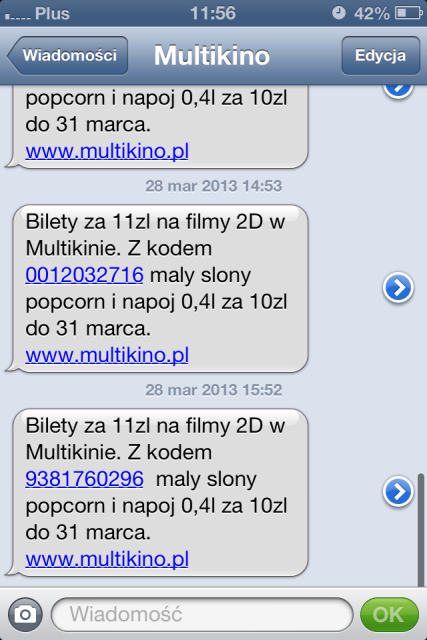 Plus 11:56 42%
Wiadomości Multikino Edycja
popcorn i napoj 0,4l za 10zl
do 31 marca.
www.multikino.pl
28 mar 2013 14:53
Bilety za 11zl na filmy 2D w
Multikinie. Z kodem
0012032716 maly slony
popcorn i napoj 0,4l za 10zl
do 31 marca.
www.multikino.pl
28 mar 2013 15:52
Bilety za 11zl na filmy 2D w
Multikinie. Z kodem
9381760296 maly slony
popcorn i napoj 0,4l za 10zl
do 31 marca.
www.multikino.pl
Wiadomość OK